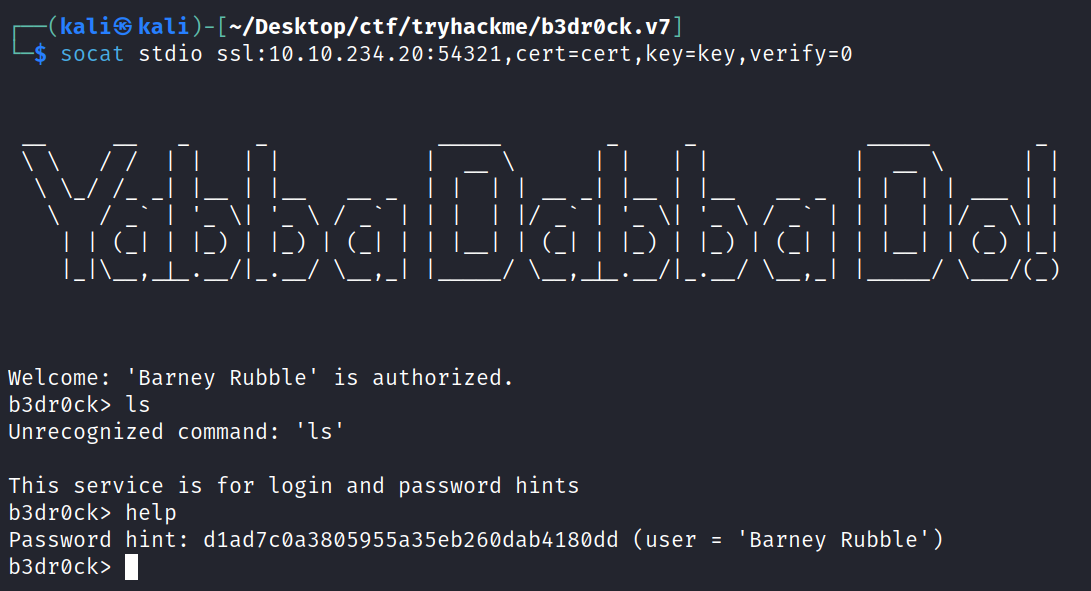 ┌──(kali㉿kali)-[~/Desktop/ctf/tryhackme/b3dr0ck.v7]
└─$ socat stdio ssl:10.10.234.20:54321,cert=cert,key=key,verify=0
Yabba Dabba Do!
Welcome: 'Barney Rubble' is authorized.
b3dr0ck> ls
Unrecognized command: 'ls'
This service is for login and password hints
b3dr0ck> help
Password hint: d1ad7c0a3805955a35eb260dab4180dd (user = 'Barney Rubble')
b3dr0ck>